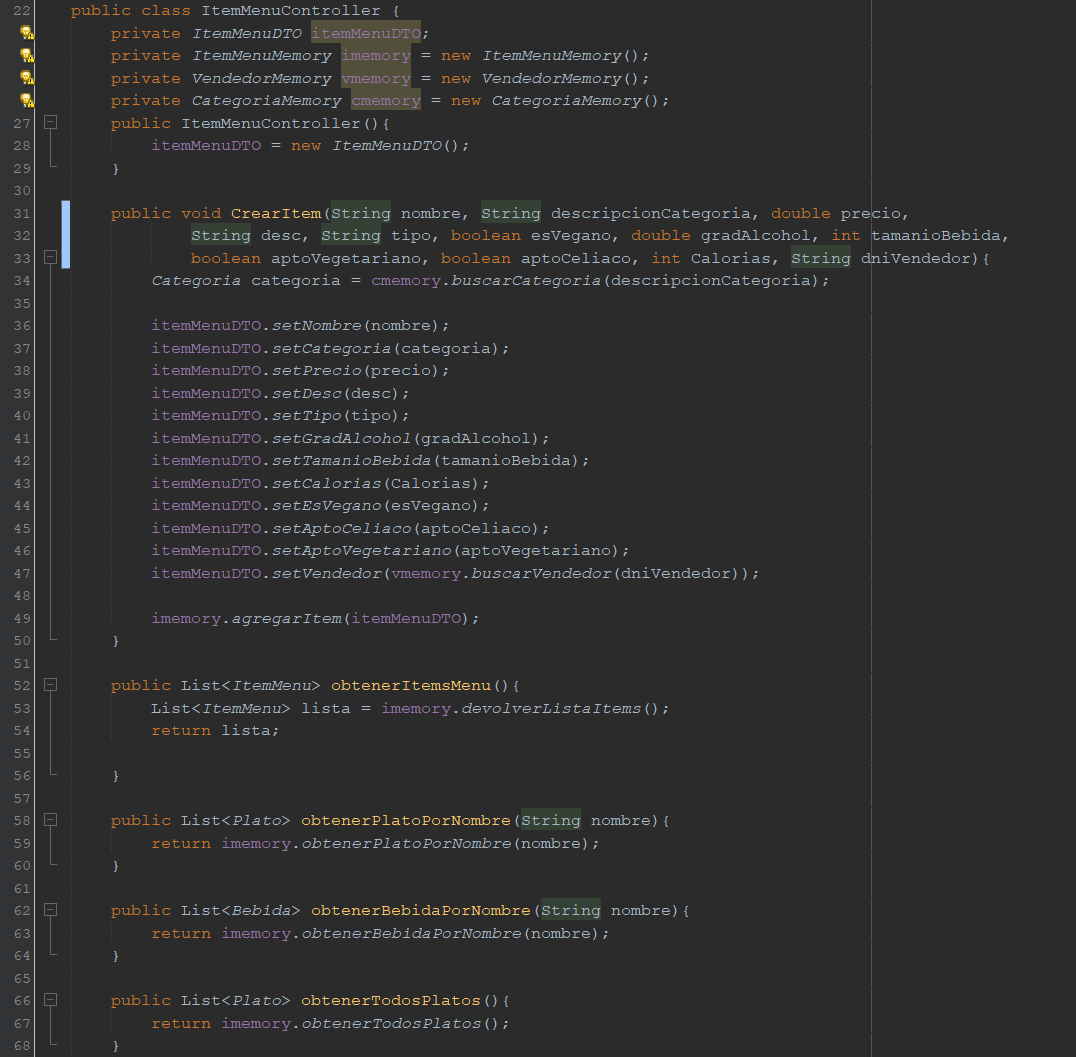 22 public class ItemMenuController {
private ItemMenuDTO itemMenuDTO;
private ItemMenuMemory imemory = new ItemMenuMemory();
private VendedorMemory vmemory = new VendedorMemory();
private CategoriaMemory cmemory = new CategoriaMemory();
27 public ItemMenuController(){
28 itemMenuDTO = new ItemMenuDTO();
29 }
30
31 public void CrearItem(String nombre, String descripcionCategoria, double precio,
32 String desc, String tipo, boolean esVegano, double gradAlcohol, int tamanioBebida,
33 boolean aptoVegetariano, boolean aptoCeliaco, int Calorias, String dniVendedor){
34 Categoria categoria = cmemory.buscarCategoria(descripcionCategoria);
35
36 itemMenuDTO.setNombre(nombre);
37 itemMenuDTO.setCategoria(categoria);
38 itemMenuDTO.setPrecio(precio);
39 itemMenuDTO.setDesc(desc);
40 itemMenuDTO.setTipo(tipo);
41 itemMenuDTO.setGradAlcohol(gradAlcohol);
42 itemMenuDTO.setTamanioBebida(tamanioBebida);
43 itemMenuDTO.setCalorias(Calorias);
44 itemMenuDTO.setEsVegano(esVegano);
45 itemMenuDTO.setAptoCeliaco(aptoCeliaco);
46 itemMenuDTO.setAptoVegetariano(aptoVegetariano);
47 itemMenuDTO.setVendedor(vmemory.buscarVendedor(dniVendedor));
48
49 imemory.agregarItem(itemMenuDTO);
50 }
51
52 public List<ItemMenu> obtenerItemsMenu(){
53 List<ItemMenu> lista = imemory.devolverListaItems();
54 return lista;
55
56 }
57
58 public List<Plato> obtenerPlatoPorNombre(String nombre){
59 return imemory.obtenerPlatoPorNombre(nombre);
60 }
61
62 public List<Bebida> obtenerBebidaPorNombre(String nombre){
63 return imemory.obtenerBebidaPorNombre(nombre);
64 }
65
66 public List<Plato> obtenerTodosPlatos(){
67 return imemory.obtenerTodosPlatos();
68 }